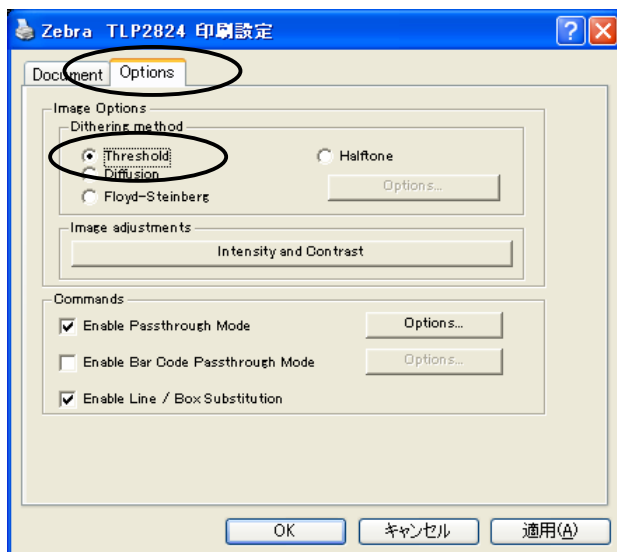 Zebra TLP2824 印刷設定
Document Options
Image Options
Dithering method
Threshold Halftone
Diffusion Options...
Floyd-Steinberg
Image adjustments
Intensity and Contrast
Commands
Enable Passthrough Mode Options...
Enable Bar Code Passthrough Mode Options...
Enable Line / Box Substitution
OK キャンセル 適用(A)